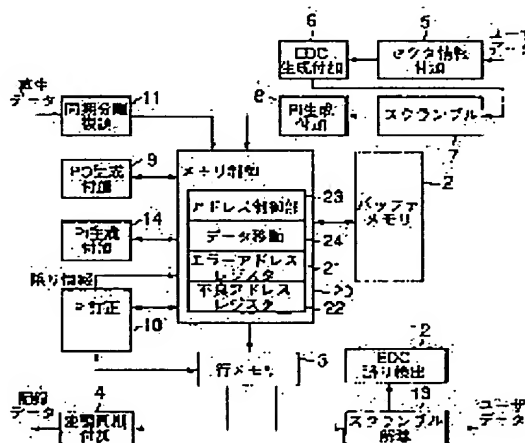 6
5
EDC
生成付加
セクタ情報
付加
ユーザ
データ
再生
データ
11
同期分離
復調
8
PI生成
付加
スクランブル
7
9
PO生成
付加
メモリ制御
2
23
アドレス制御部
バッファ
メモリ
14
PI生成
付加
データ移動
24
エラーアドレス
レジスタ
21
誤り情報
不良アドレス
レジスタ
22
訂正
10
行メモリ
3
EDC
誤り検出
記録
データ
4
変調同期
付加
13
スクランブル
解除
ユーザ
データ